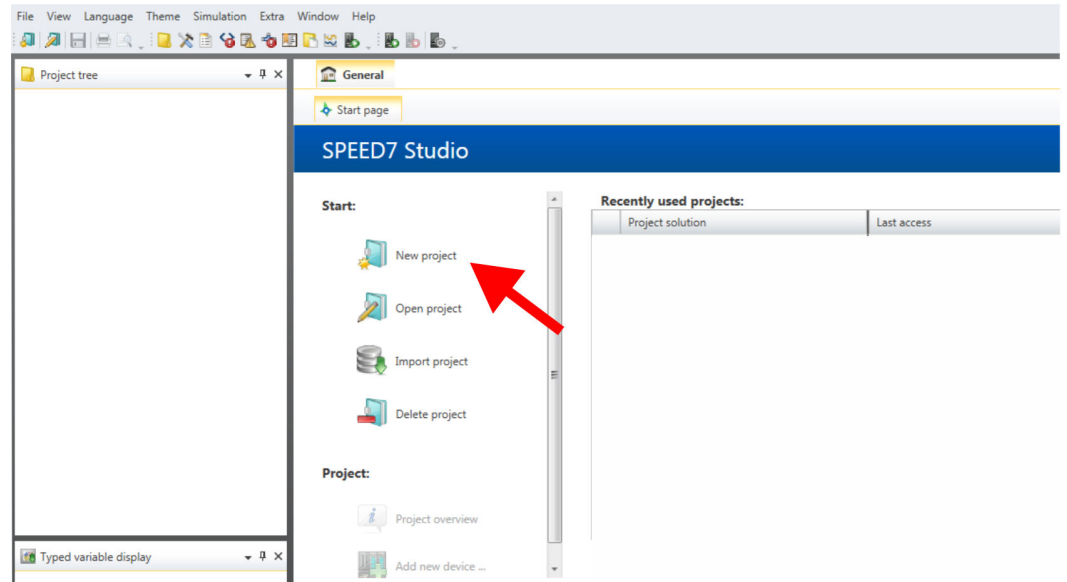 File View Language Theme Simulation Extra Window Help
Project tree
General
Start page
SPEED7 Studio
Start:
Recently used projects:
Project solution Last access
New project
Open project
Import project
Delete project
Project:
Project overview
Add new device ...
Typed variable display